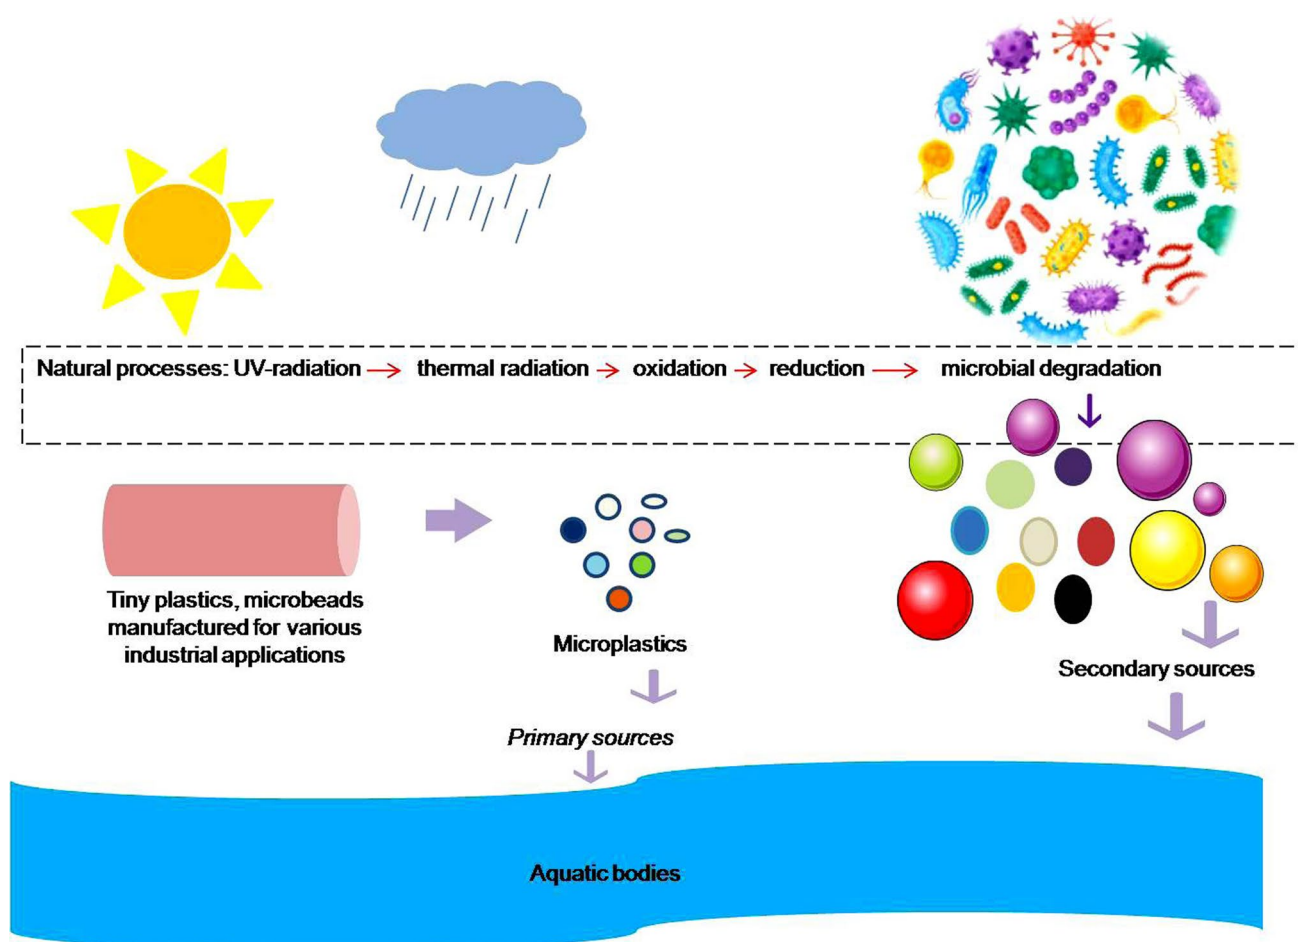 Natural processes: UV-radiation → thermal radiation → oxidation → reduction → microbial degradation
Tiny plastics, microbeads
manufactured for various
industrial applications
Microplastics
Secondary sources
Primary sources
Aquatic bodies